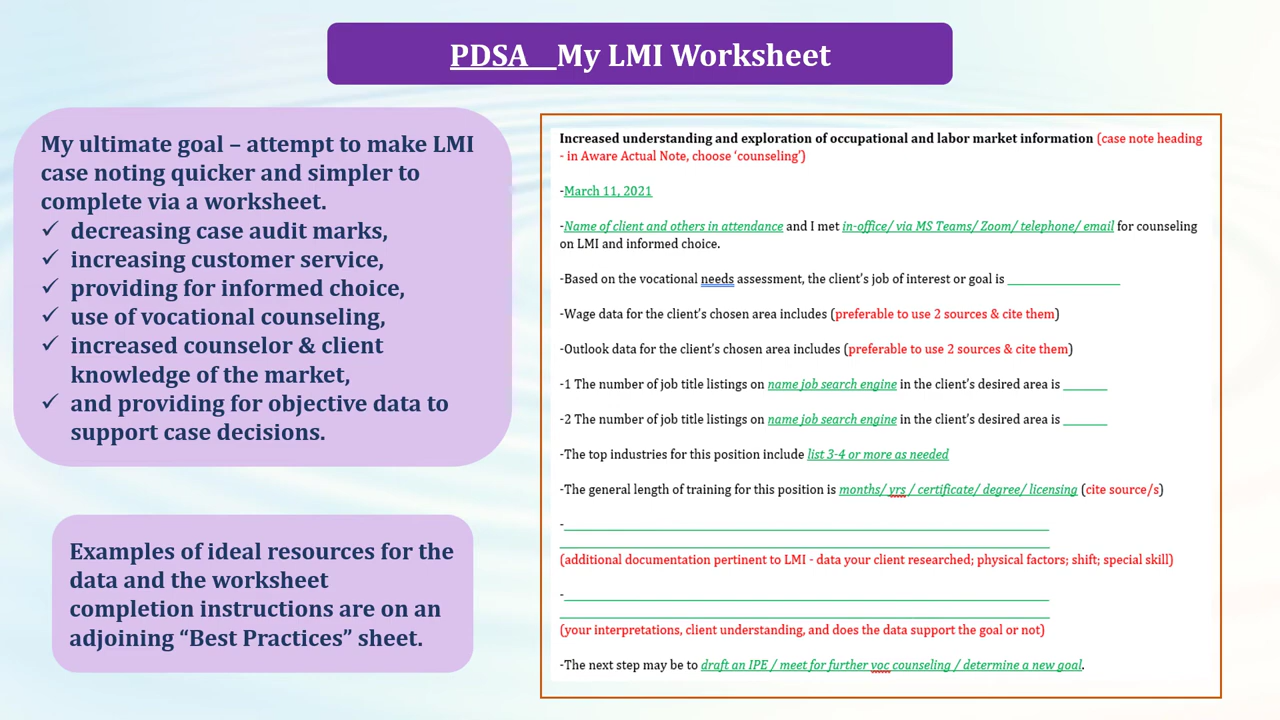 PDSA   My LMI Worksheet
My ultimate goal – attempt to make LMI
case noting quicker and simpler to
complete via a worksheet.
✓ decreasing case audit marks,
✓ increasing customer service,
✓ providing for informed choice,
✓ use of vocational counseling,
✓ increased counselor & client
knowledge of the market,
✓ and providing for objective data to
support case decisions.
Examples of ideal resources for the
data and the worksheet
completion instructions are on an
adjoining “Best Practices” sheet.
Increased understanding and exploration of occupational and labor market information (case note heading
- in Aware Actual Note, choose ‘counseling’)
-March 11, 2021
-Name of client and others in attendance and I met in-office/ via MS Teams/ Zoom/ telephone/ email for counseling
on LMI and informed choice.
-Based on the vocational needs assessment, the client’s job of interest or goal is ________________
-Wage data for the client’s chosen area includes (preferable to use 2 sources & cite them)
-Outlook data for the client’s chosen area includes (preferable to use 2 sources & cite them)
-1 The number of job title listings on name job search engine in the client’s desired area is ______
-2 The number of job title listings on name job search engine in the client’s desired area is ______
-The top industries for this position include list 3-4 or more as needed
-The general length of training for this position is months/ yrs / certificate/ degree/ licensing (cite source/s)
-
(additional documentation pertinent to LMI - data your client researched; physical factors; shift; special skill)
-
(your interpretations, client understanding, and does the data support the goal or not)
-The next step may be to draft an IPE / meet for further voc counseling / determine a new goal.